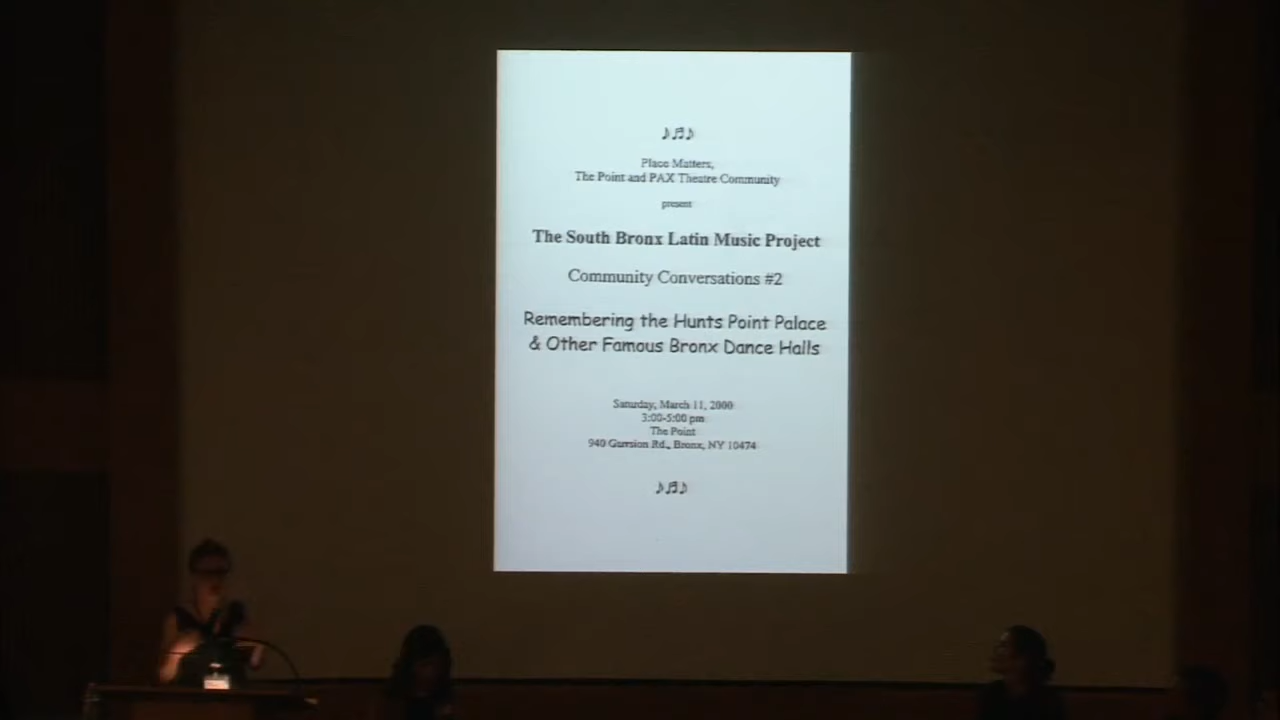 Place Matters,
The Point and PAX Theatre Community
present
The South Bronx Latin Music Project
Community Conversations #2
Remembering the Hunts Point Palace
& Other Famous Bronx Dance Halls
Saturday, March 11, 2000
3:00-5:00 pm
The Point
940 Rd., Bronx, NY 10474